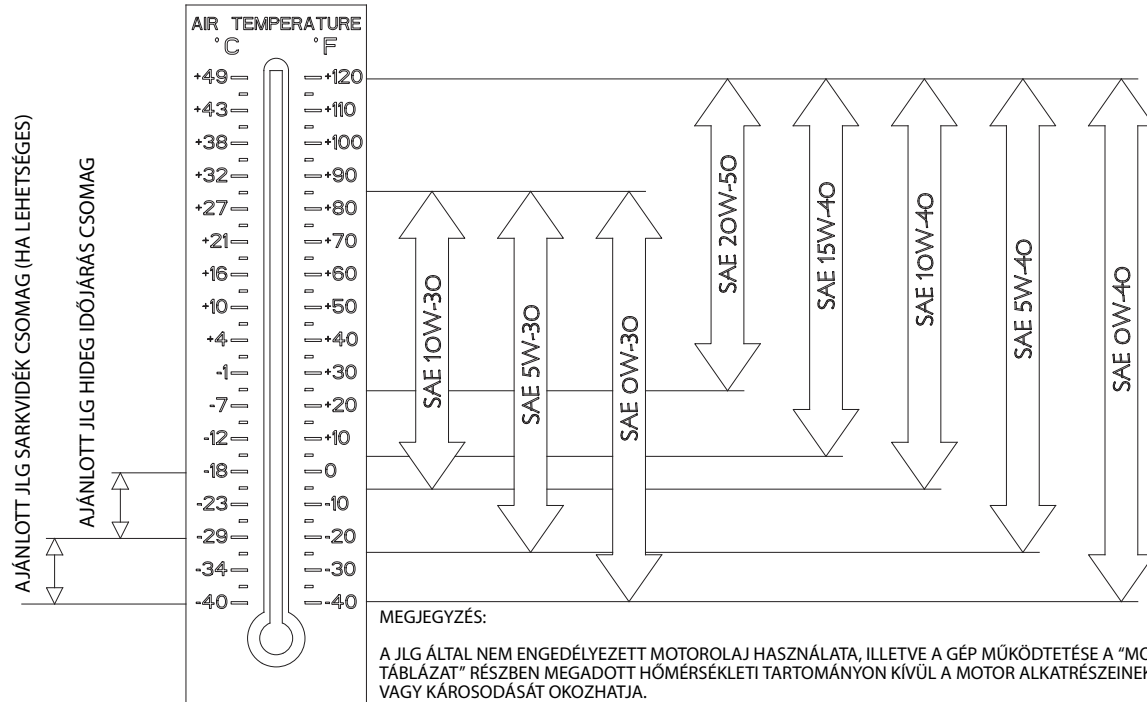 AIR TEMPERATURE
°C °F
+49 +120
+43 +110
+38 +100
+32 +90
+27 +80
+21 +70
+16 +60
+10 +50
+4 +40
-1 +30
-7 +20
-12 +10
-18 0
-23 -10
-29 -20
-34 -30
-40 -40
AJÁNLOTT JLG SARKVIDÉK CSOMAG (HA LEHETSÉGES)
AJÁNLOTT JLG HIDEG IDŐJÁRÁS CSOMAG
SAE 10W-30
SAE 5W-30
SAE 0W-30
SAE 20W-50
SAE 15W-40
SAE 10W-40
SAE 5W-40
SAE 0W-40
MEGJEGYZÉS:
A JLG ÁLTAL NEM ENGEDÉLYEZETT MOTOROLAJ HASZNÁLATA, ILLETVE A GÉP MŰKÖDTETÉSE A "MO
TÁBLÁZAT" RÉSZBEN MEGADOTT HŐMÉRSÉKLETI TARTOMÁNYON KÍVÜL A MOTOR ALKATRÉSZEINEK
VAGY KÁROSODÁSÁT OKOZHATJA.